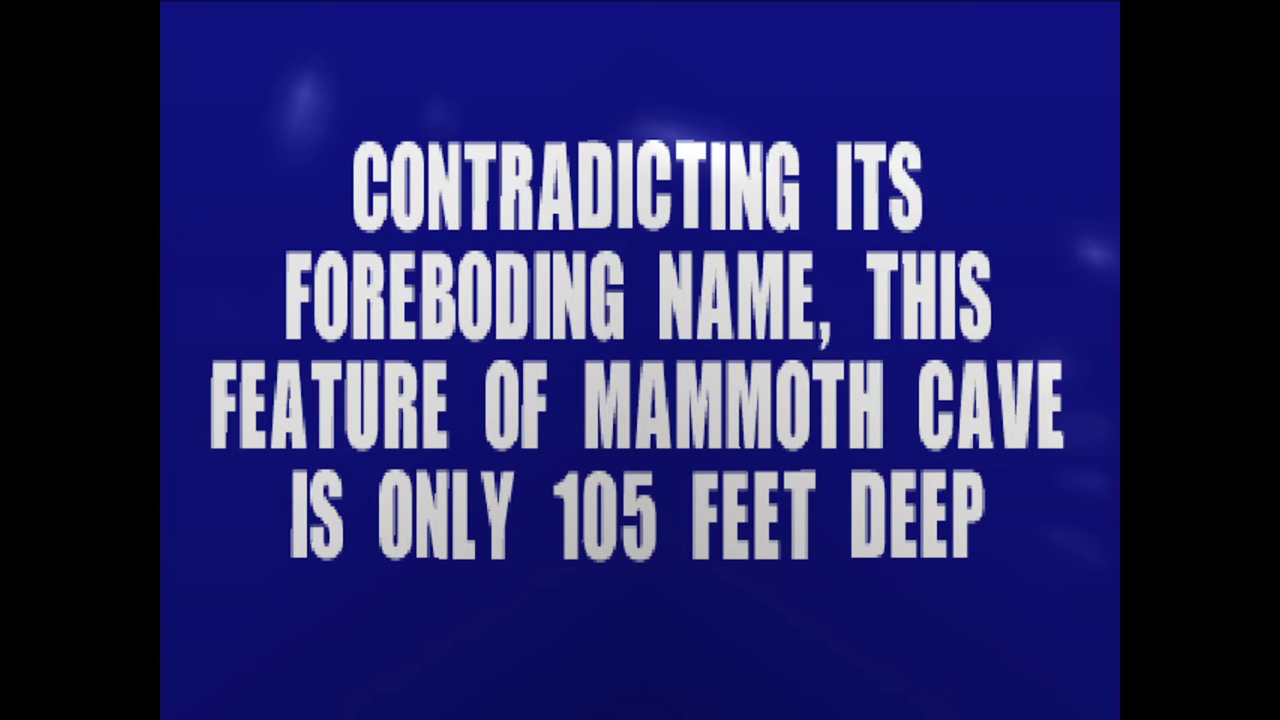 CONTRADICTING ITS
FOREBODING NAME, THIS
FEATURE OF MAMMOTH CAVE
IS ONLY 105 FEET DEEP